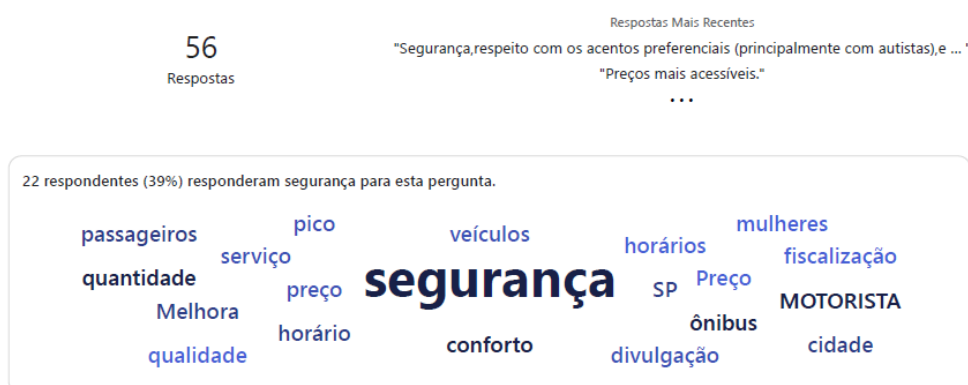 56
Respostas
Respostas Mais Recentes
"Segurança,respeito com os acentos preferenciais (principalmente com autistas),e ... "
"Preços mais acessíveis."
...
22 respondentes (39%) responderam segurança para esta pergunta.
passageiros
pico
veículos
mulheres
serviço
horários
fiscalização
quantidade
preço
segurança
SP
Preço
MOTORISTA
Melhora
horário
ônibus
qualidade
conforto
divulgação
cidade